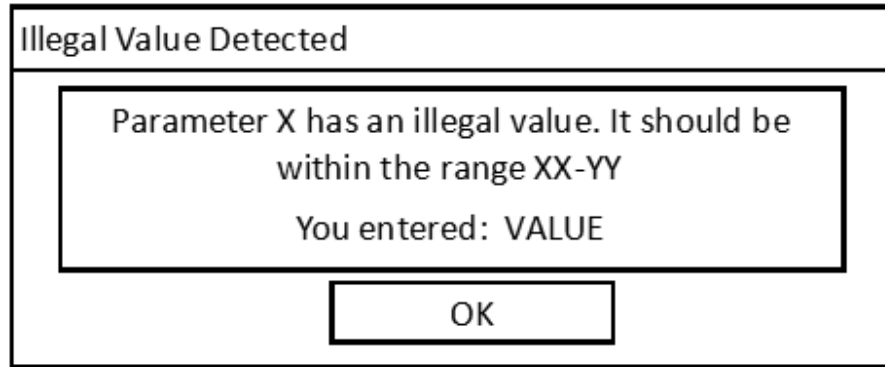 Illegal Value Detected
Parameter X has an illegal value. It should be
within the range XX-YY
You entered: VALUE
OK